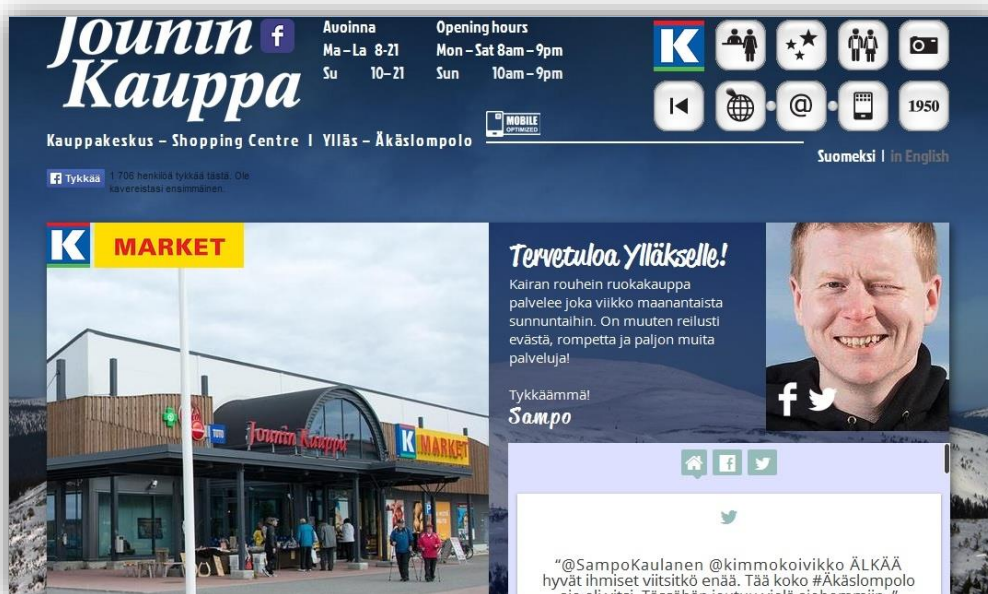 Jounin
Kauppa
f
Auoinna
Ma – La 8-21
Su 10–21
Opening hours
Mon – Sat 8am – 9pm
Sun 10am – 9pm
K
@
1950
MOBILE
OPTIMIZED
Kauppakeskus – Shopping Centre | Ylläs – Äkäslompolo
Suomeksi | in English
f Tykkää
1 706 henkilöä tykkää tästä. Ole
kavereistasi ensimmäinen.
K MARKET
Jounin Kauppa
K MARKET
Tervetuloa Ylläkselle!
Kairan rouhein ruokakauppa
palvelee joka viikko maanantaista
sunnuntaihin. On muuten reilusti
evästä, rompetta ja paljon muita
palveluja!
Tykkäämmä!
Sampo
f
f
“@SampoKaulanen @kimmokoivikko ÄLKÄÄ
hyvät ihmiset viitsitkö enää. Tää koko #Äkäslompolo